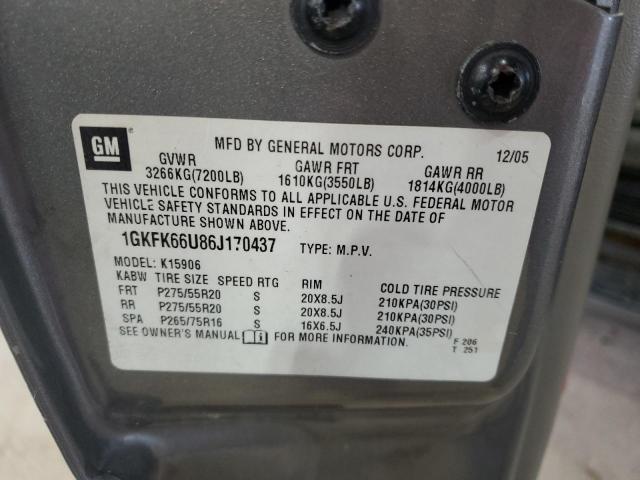 GM
MFD BY GENERAL MOTORS CORP. 12/05
GVWR GAWR FRT GAWR RR
3266KG(7200LB) 1610KG(3550LB) 1814KG(4000LB)
THIS VEHICLE CONFORMS TO ALL APPLICABLE U.S. FEDERAL MOTOR
VEHICLE SAFETY STANDARDS IN EFFECT ON THE DATE OF
MANUFACTURE SHOWN ABOVE.
1GKFK66U86J170437 TYPE: M.P.V.
MODEL: K15906
KABW TIRE SIZE SPEED RTG RIM COLD TIRE PRESSURE
FRT P275/55R20 S 20X8.5J 210KPA(30PSI)
RR P275/55R20 S 20X8.5J 210KPA(30PSI)
SPA P265/75R16 S 16X6.5J 240KPA(35PSI)
SEE OWNER'S MANUAL FOR MORE INFORMATION.
F 206
T 251